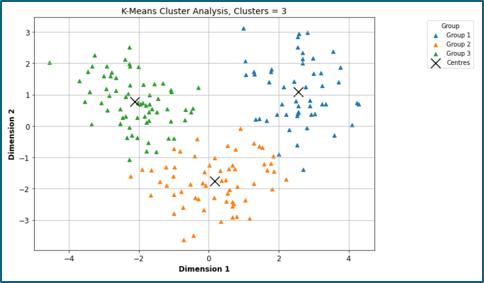 K-Means Cluster Analysis, Clusters = 3
Group
Group 1
Group 2
Group 3
Centres
Dimension 2
3
2
1
0
−1
−2
−3
−4
−2
0
2
4
Dimension 1